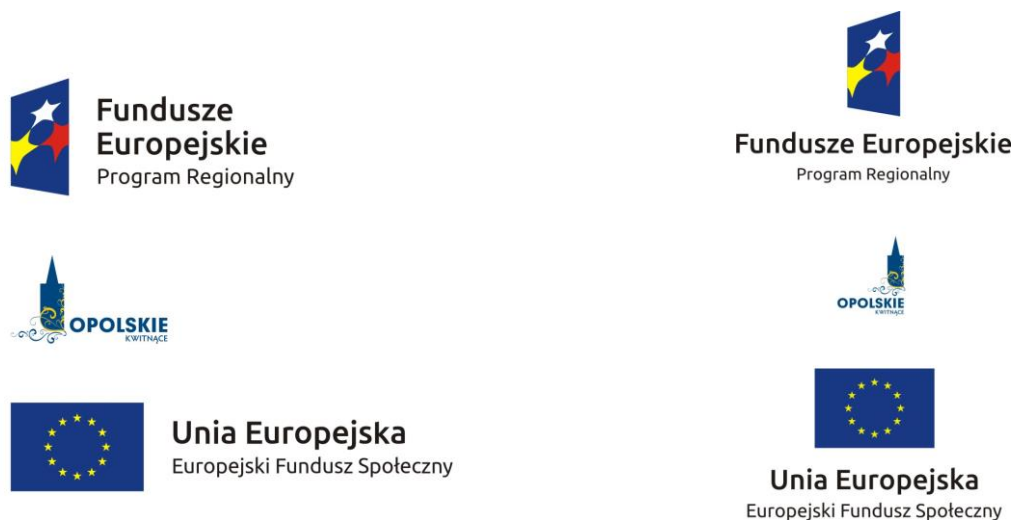 Fundusze
Europejskie
Program Regionalny
OPOLSKIE
KWITNĄCE
Unia Europejska
Europejski Fundusz Społeczny
Fundusze Europejskie
Program Regionalny
OPOLSKIE
KWITNĄCE
Unia Europejska
Europejski Fundusz Społeczny